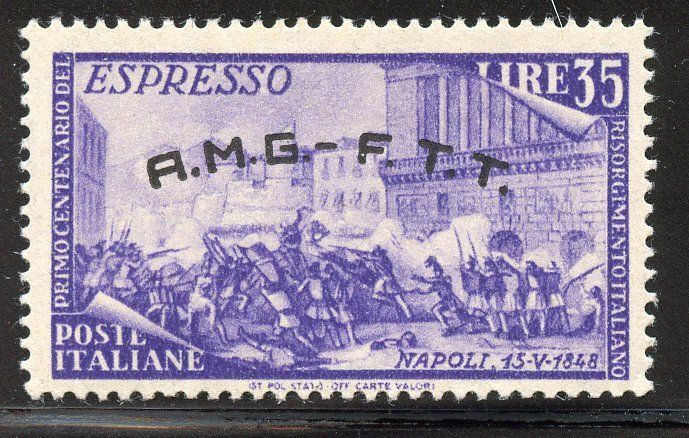 ESPRESSO
LIRE 35
PRIMO CENTENARIO DEL
RISORGIMENTO ITALIANO
A.M.G.-F.T.T.
POSTE
ITALIANE
NAPOLI, 15-V-1848
IST. POL. STATO-OFF. CARTE VALORI